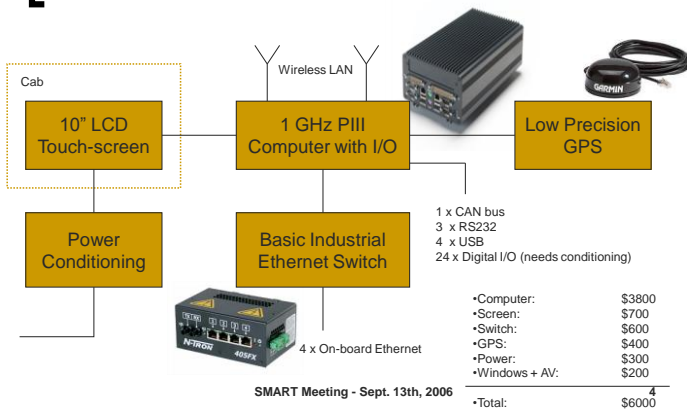 Wireless LAN
Cab
10" LCD
Touch-screen
1 GHz PIII
Computer with I/O
Low Precision
GPS
GARMIN
Power
Conditioning
Basic Industrial
Ethernet Switch
1 x CAN bus
3 x RS232
4 x USB
24 x Digital I/O (needs conditioning)
N-TRON
405FX
4 x On-board Ethernet
•Computer: $3800
•Screen: $700
•Switch: $600
•GPS: $400
•Power: $300
•Windows + AV: $200
SMART Meeting - Sept. 13th, 2006
4
•Total: $6000